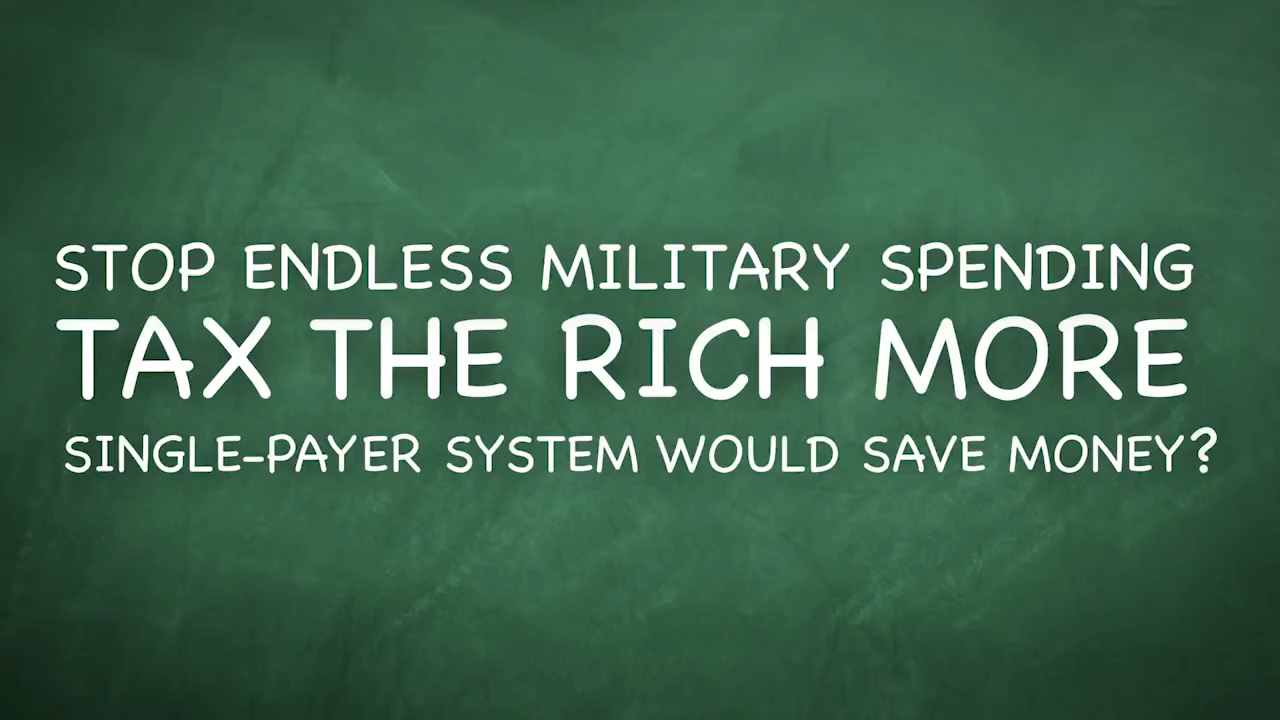 STOP ENDLESS MILITARY SPENDING
TAX THE RICH MORE
SINGLE-PAYER SYSTEM WOULD SAVE MONEY?